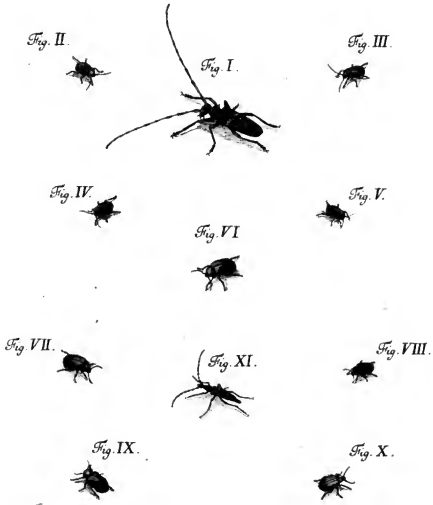 Fig. II.
Fig. I.
Fig. III.
Fig. IV.
Fig. V.
Fig. VI
Fig. VII.
Fig. XI.
Fig. VIII.
Fig. IX.
Fig. X.